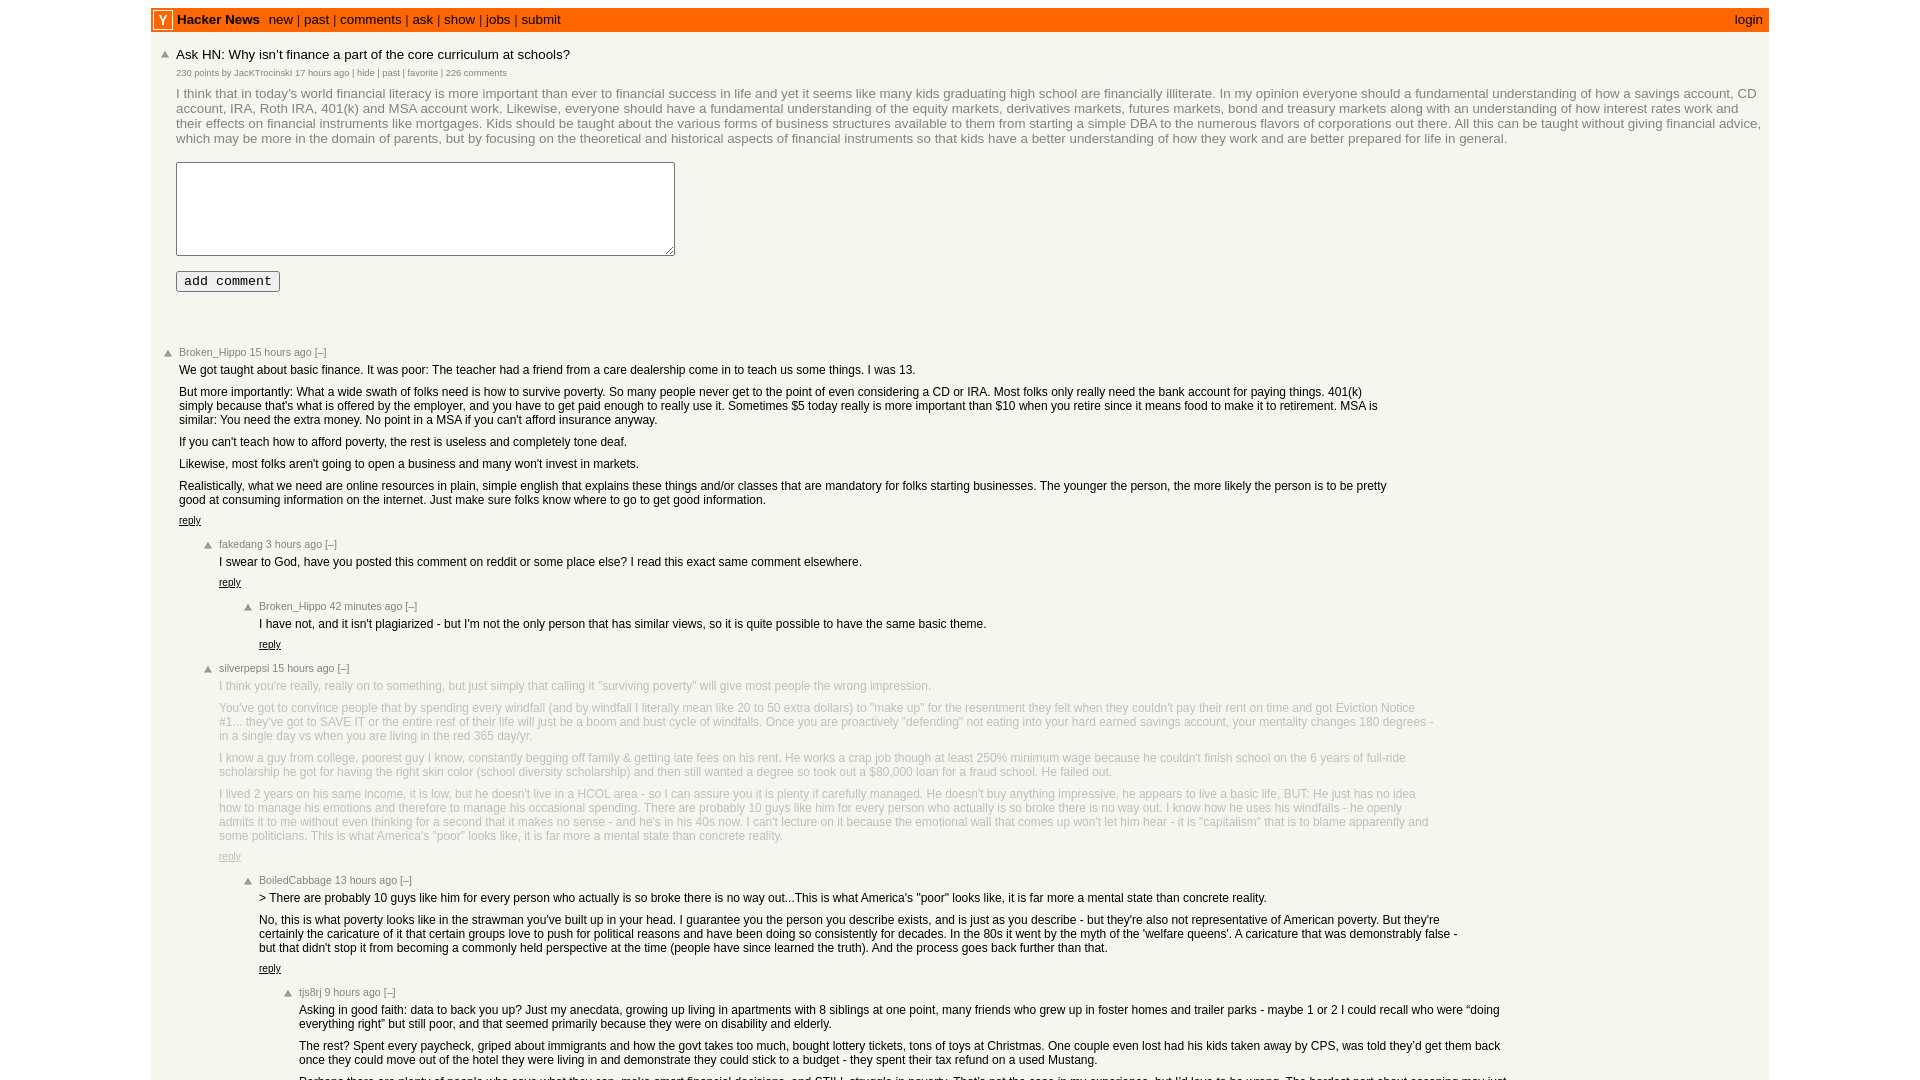 Y Hacker News new | past | comments | ask | show | jobs | submit login
Ask HN: Why isn’t finance a part of the core curriculum at schools?
230 points by JacKTrocinskI 17 hours ago | hide | past | favorite | 226 comments
I think that in today’s world financial literacy is more important than ever to financial success in life and yet it seems like many kids graduating high school are financially illiterate. In my opinion everyone should a fundamental understanding of how a savings account, CD
account, IRA, Roth IRA, 401(k) and MSA account work. Likewise, everyone should have a fundamental understanding of the equity markets, derivatives markets, futures markets, bond and treasury markets along with an understanding of how interest rates work and
their effects on financial instruments like mortgages. Kids should be taught about the various forms of business structures available to them from starting a simple DBA to the numerous flavors of corporations out there. All this can be taught without giving financial advice,
which may be more in the domain of parents, but by focusing on the theoretical and historical aspects of financial instruments so that kids have a better understanding of how they work and are better prepared for life in general.
add comment
Broken_Hippo 15 hours ago [–]
We got taught about basic finance. It was poor: The teacher had a friend from a care dealership come in to teach us some things. I was 13.
But more importantly: What a wide swath of folks need is how to survive poverty. So many people never get to the point of even considering a CD or IRA. Most folks only really need the bank account for paying things. 401(k)
simply because that's what is offered by the employer, and you have to get paid enough to really use it. Sometimes $5 today really is more important than $10 when you retire since it means food to make it to retirement. MSA is
similar: You need the extra money. No point in a MSA if you can't afford insurance anyway.
If you can't teach how to afford poverty, the rest is useless and completely tone deaf.
Likewise, most folks aren't going to open a business and many won't invest in markets.
Realistically, what we need are online resources in plain, simple english that explains these things and/or classes that are mandatory for folks starting businesses. The younger the person, the more likely the person is to be pretty
good at consuming information on the internet. Just make sure folks know where to go to get good information.
reply
fakedang 3 hours ago [–]
I swear to God, have you posted this comment on reddit or some place else? I read this exact same comment elsewhere.
reply
Broken_Hippo 42 minutes ago [–]
I have not, and it isn't plagiarized - but I'm not the only person that has similar views, so it is quite possible to have the same basic theme.
reply
silverpepsi 15 hours ago [–]
I think you're really, really on to something, but just simply that calling it "surviving poverty" will give most people the wrong impression.
You've got to convince people that by spending every windfall (and by windfall I literally mean like 20 to 50 extra dollars) to "make up" for the resentment they felt when they couldn't pay their rent on time and got Eviction Notice
#1... they've got to SAVE IT or the entire rest of their life will just be a boom and bust cycle of windfalls. Once you are proactively "defending" not eating into your hard earned savings account, your mentality changes 180 degrees -
in a single day vs when you are living in the red 365 day/yr.
I know a guy from college, poorest guy I know, constantly begging off family & getting late fees on his rent. He works a crap job though at least 250% minimum wage because he couldn't finish school on the 6 years of full-ride
scholarship he got for having the right skin color (school diversity scholarship) and then still wanted a degree so took out a $80,000 loan for a fraud school. He failed out.
I lived 2 years on his same income, it is low, but he doesn't live in a HCOL area - so I can assure you it is plenty if carefully managed. He doesn't buy anything impressive, he appears to live a basic life, BUT: He just has no idea
how to manage his emotions and therefore to manage his occasional spending. There are probably 10 guys like him for every person who actually is so broke there is no way out. I know how he uses his windfalls - he openly
admits it to me without even thinking for a second that it makes no sense - and he's in his 40s now. I can't lecture on it because the emotional wall that comes up won't let him hear - it is "capitalism" that is to blame apparently and
some politicians. This is what America's "poor" looks like, it is far more a mental state than concrete reality.
reply
BoiledCabbage 13 hours ago [–]
> There are probably 10 guys like him for every person who actually is so broke there is no way out...This is what America's "poor" looks like, it is far more a mental state than concrete reality.
No, this is what poverty looks like in the strawman you've built up in your head. I guarantee you the person you describe exists, and is just as you describe - but they're also not representative of American poverty. But they're
certainly the caricature of it that certain groups love to push for political reasons and have been doing so consistently for decades. In the 80s it went by the myth of the 'welfare queens'. A caricature that was demonstrably false -
but that didn't stop it from becoming a commonly held perspective at the time (people have since learned the truth). And the process goes back further than that.
reply
tjs8rj 9 hours ago [–]
Asking in good faith: data to back you up? Just my anecdata, growing up living in apartments with 8 siblings at one point, many friends who grew up in foster homes and trailer parks - maybe 1 or 2 I could recall who were “doing
everything right” but still poor, and that seemed primarily because they were on disability and elderly.
The rest? Spent every paycheck, griped about immigrants and how the govt takes too much, bought lottery tickets, tons of toys at Christmas. One couple even lost had his kids taken away by CPS, was told they’d get them back
once they could move out of the hotel they were living in and demonstrate they could stick to a budget - they spent their tax refund on a used Mustang.